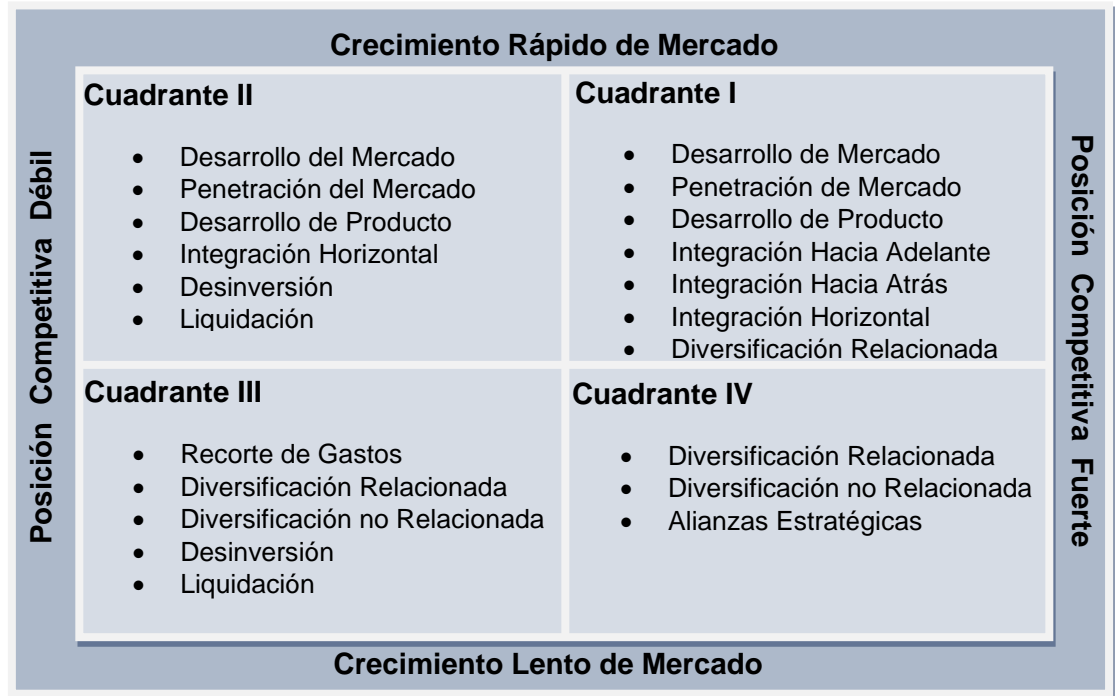 Crecimiento Rápido de Mercado
Posición Competitiva Débil
Cuadrante II
• Desarrollo del Mercado
• Penetración del Mercado
• Desarrollo de Producto
• Integración Horizontal
• Desinversión
• Liquidación
Cuadrante I
• Desarrollo de Mercado
• Penetración de Mercado
• Desarrollo de Producto
• Integración Hacia Adelante
• Integración Hacia Atrás
• Integración Horizontal
• Diversificación Relacionada
Posición Competitiva Fuerte
Cuadrante III
• Recorte de Gastos
• Diversificación Relacionada
• Diversificación no Relacionada
• Desinversión
• Liquidación
Cuadrante IV
• Diversificación Relacionada
• Diversificación no Relacionada
• Alianzas Estratégicas
Crecimiento Lento de Mercado